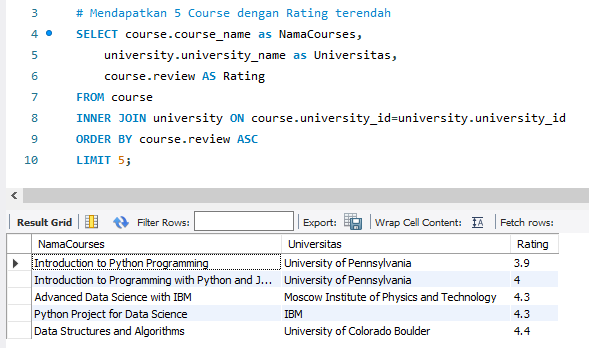 3 # Mendapatkan 5 Course dengan Rating terendah
4 SELECT course.course_name as NamaCourses,
5 university.university_name as Universitas,
6 course.review AS Rating
7 FROM course
8 INNER JOIN university ON course.university_id=university.university_id
9 ORDER BY course.review ASC
10 LIMIT 5;
Result Grid Filter Rows: Export: Wrap Cell Content: IA Fetch rows:
NamaCourses Universitas Rating
Introduction to Python Programming University of Pennsylvania 3.9
Introduction to Programming with Python and J... University of Pennsylvania 4
Advanced Data Science with IBM Moscow Institute of Physics and Technology 4.3
Python Project for Data Science IBM 4.3
Data Structures and Algorithms University of Colorado Boulder 4.4